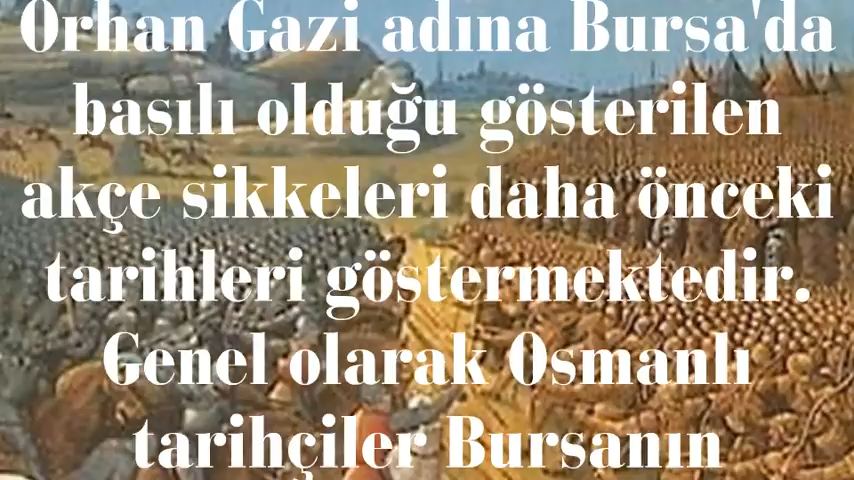 Orhan Gazi adına Bursa'da
basılı olduğu gösterilen
akçe sikkeleri daha önceki
tarihleri göstermektedir.
Genel olarak Osmanlı
tarihçiler Bursanın